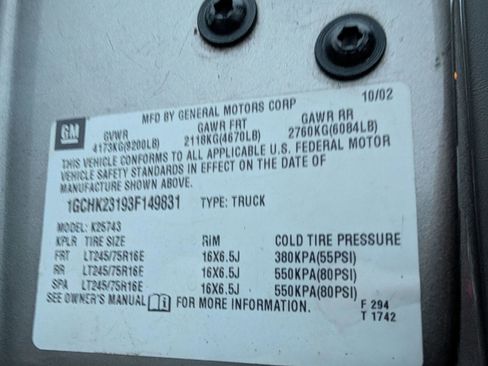 MFD BY GENERAL MOTORS CORP 10/02
GM GVWR GAWR FRT GAWR RR
4173KG(9200LB) 2118KG(4670LB) 2760KG(6084LB)
THIS VEHICLE CONFORMS TO ALL APPLICABLE U.S. FEDERAL MOTOR
VEHICLE SAFETY STANDARDS IN EFFECT ON THE DATE OF
MANUFACTURE SHOWN ABOVE.
1GCHK23193F149831 TYPE: TRUCK
MODEL: K25743
KPLR TIRE SIZE RIM COLD TIRE PRESSURE
FRT LT245/75R16E 16X6.5J 380KPA(55PSI)
RR LT245/75R16E 16X6.5J 550KPA(80PSI)
SPA LT245/75R16E 16X6.5J 550KPA(80PSI)
SEE OWNER'S MANUAL FOR MORE INFORMATION.
F 294
T 1742